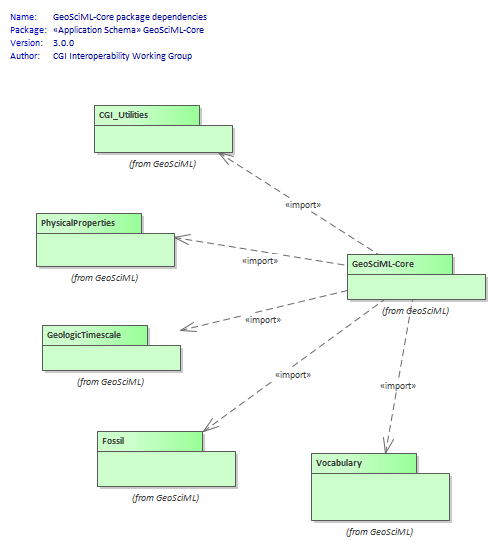 Name: GeoSciML-Core package dependencies
Package: «Application Schema» GeoSciML-Core
Version: 3.0.0
Author: CGI Interoperability Working Group
CGI_Utilities
(from GeoSciML)
«import»
PhysicalProperties
(from GeoSciML)
«import»
GeoSciML-Core
(from GeoSciML)
«import»
GeologicTimescale
(from GeoSciML)
«import»
«import»
Fossil
(from GeoSciML)
Vocabulary
(from GeoSciML)